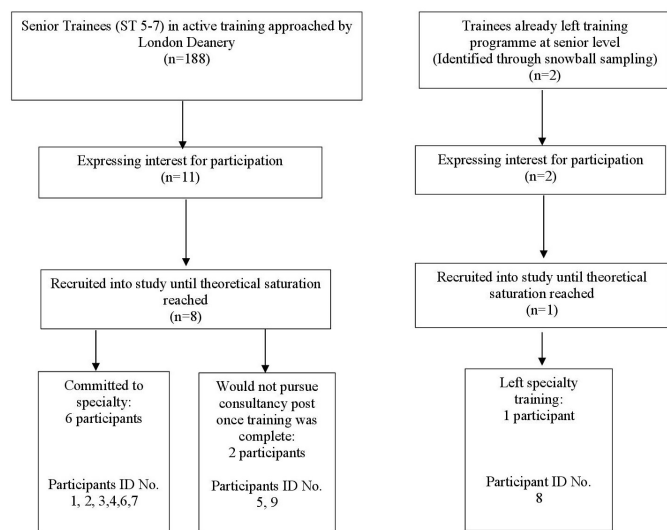 Senior Trainees (ST 5-7) in active training approached by
London Deanery
(n=188)
Expressing interest for participation
(n=11)
Recruited into study until theoretical saturation
reached
(n=8)
Committed to
specialty:
6 participants
Participants ID No.
1, 2, 3,4,6,7
Would not pursue
consultancy post
once training was
complete:
2 participants
Participants ID No.
5, 9
Trainees already left training
programme at senior level
(Identified through snowball sampling)
(n=2)
Expressing interest for participation
(n=2)
Recruited into study until theoretical
saturation reached
(n=1)
Left specialty
training:
1 participant
Participant ID No.
8